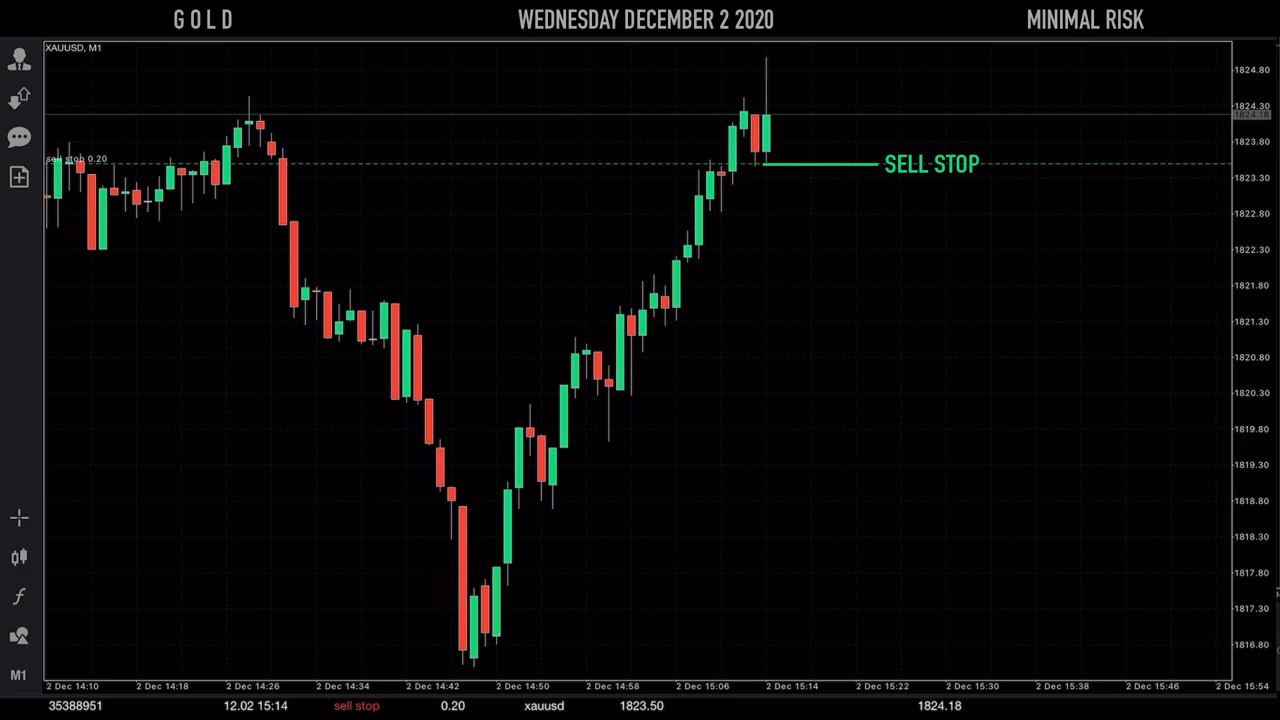 GOLD WEDNESDAY DECEMBER 2 2020 MINIMAL RISK
XAUUSD, M1
1824.80
1824.30
1824.18
1823.80
sell stop 0.20
SELL STOP
1823.30
1822.80
1822.30
1821.80
1821.30
1820.80
1820.30
1819.80
1819.30
1818.80
1818.30
1817.80
1817.30
1816.80
M1
2 Dec 14:10 2 Dec 14:18 2 Dec 14:26 2 Dec 14:34 2 Dec 14:42 2 Dec 14:50 2 Dec 14:58 2 Dec 15:06 2 Dec 15:14 2 Dec 15:22 2 Dec 15:30 2 Dec 15:38 2 Dec 15:46 2 Dec 15:54
35388951 12.02 15:14 sell stop 0.20 xauusd 1823.50 1824.18